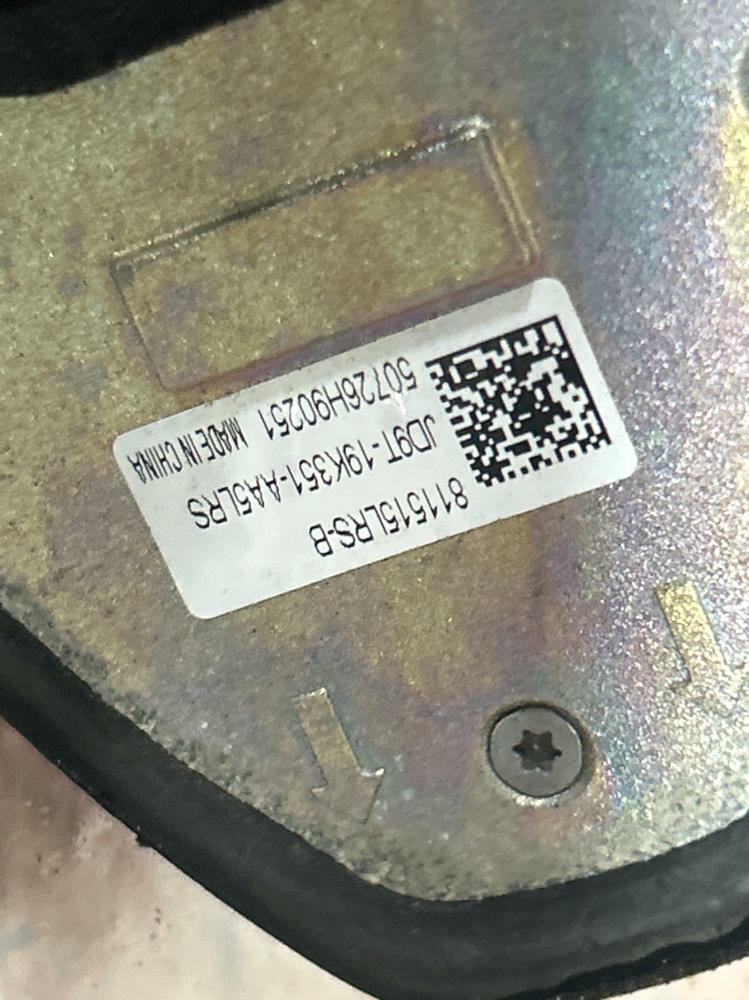 811515LRS-B
JD9T-19K351-AA5LRS
50726H90251 MADE IN CHINA